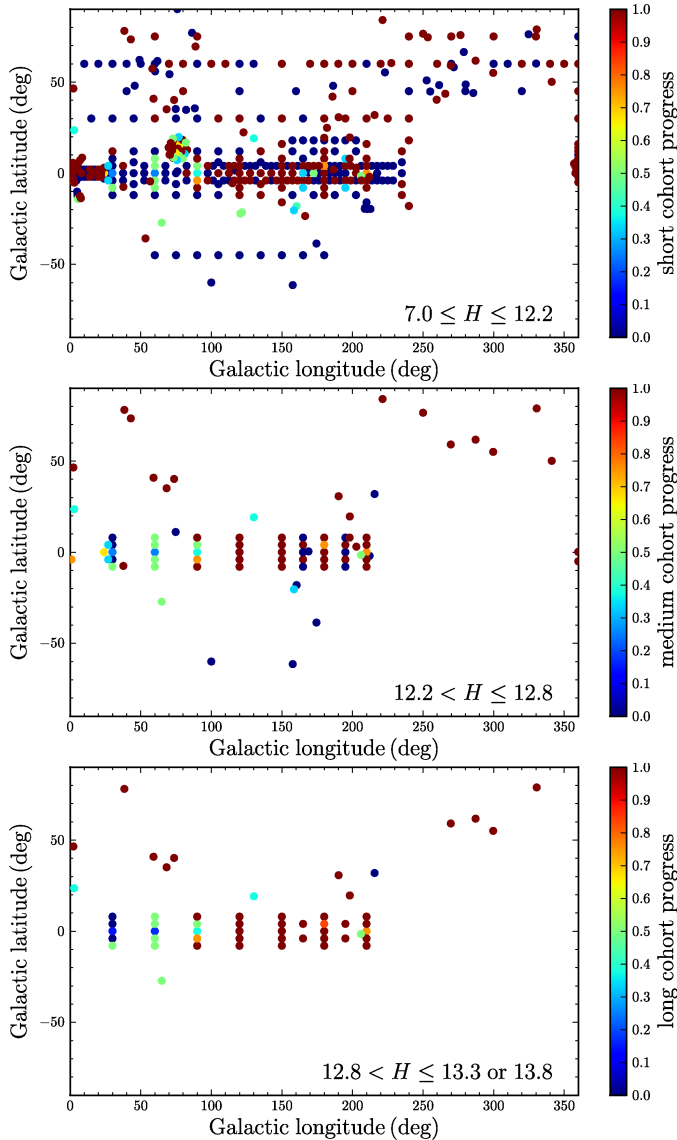 50
0
−50
Galactic latitude (deg)
7.0 ≤ H ≤ 12.2
0 50 100 150 200 250 300 350
Galactic longitude (deg)
1.0
0.9
0.8
0.7
0.6
0.5
0.4
0.3
0.2
0.1
0.0
short cohort progress
50
0
−50
Galactic latitude (deg)
12.2 < H ≤ 12.8
0 50 100 150 200 250 300 350
Galactic longitude (deg)
1.0
0.9
0.8
0.7
0.6
0.5
0.4
0.3
0.2
0.1
0.0
medium cohort progress
50
0
−50
Galactic latitude (deg)
12.8 < H ≤ 13.3 or 13.8
0 50 100 150 200 250 300 350
Galactic longitude (deg)
1.0
0.9
0.8
0.7
0.6
0.5
0.4
0.3
0.2
0.1
0.0
long cohort progress